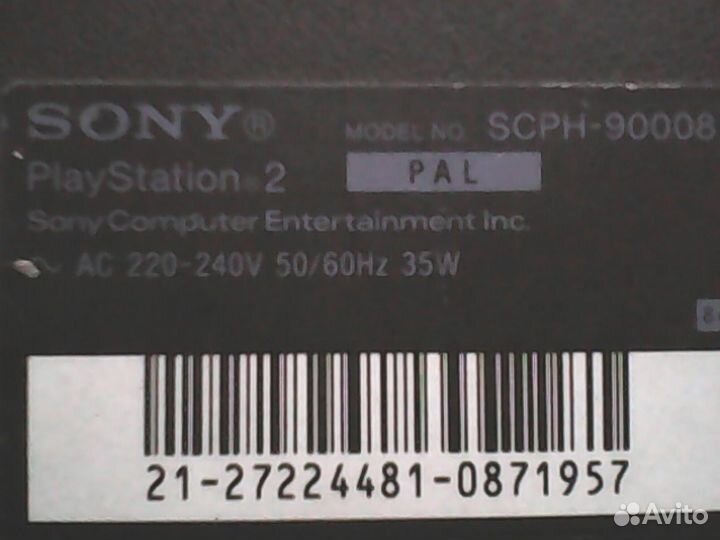 SONY®
MODEL NO. SCPH-90008
PlayStation®2
PAL
Sony Computer Entertainment Inc.
~ AC 220-240V 50/60Hz 35W
21-27224481-0871957
Avito